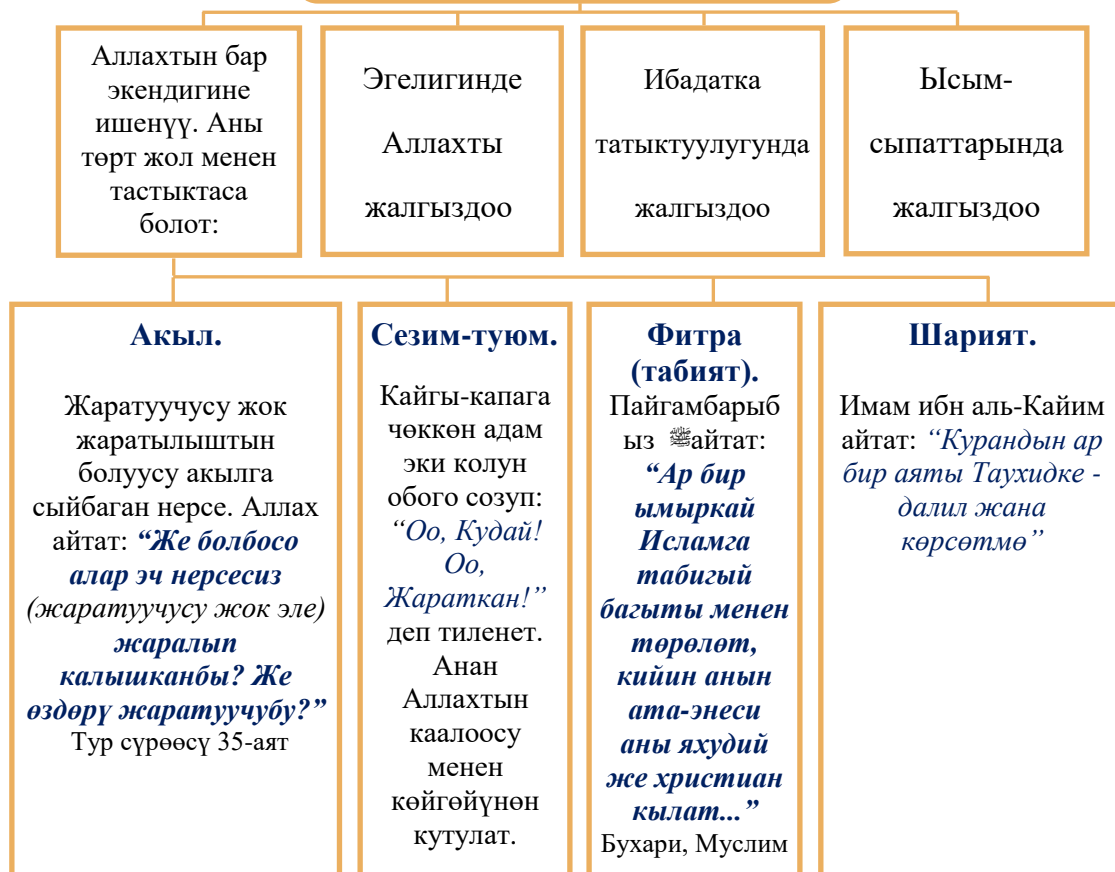 Аллахтын бар
экендигине
ишенүү. Аны
төрт жол менен
тастыктаса
болот:
Эгелигинде
Аллахты
жалгыздоо
Ибадатка
татыктуулугунда
жалгыздоо
Ысым-
сыпаттарында
жалгыздоо
Акыл.
Жаратуучусу жок
жаратылыштын
болуусу акылга
сыйбаган нерсе. Аллах
айтат: “Же болбосо
алар эч нерсесиз
(жаратуучусу жок эле)
жаралып
калышканбы? Же
өздөрү жаратуучубу?”
Тур сүрөөсү 35-аят
Сезим-туюм.
Кайгы-капага
чөккөн адам
эки колун
обого созуп:
“Оо, Кудай!
Оо,
Жараткан!”
деп тиленет.
Анан
Аллахтын
каалоосу
менен
көйгөйүнөн
кутулат.
Фитра
(табият).
Пайгамбарыб
ыз ﷺайтат:
“Ар бир
ымыркай
Исламга
табигый
багыты менен
төрөлөт,
кийин анын
ата-энеси
аны яхудий
же христиан
кылат...”
Бухари, Муслим
Шарият.
Имам ибн аль-Кайим
айтат: “Курандын ар
бир аяты Таухидке -
далил жана
көрсөтмө”